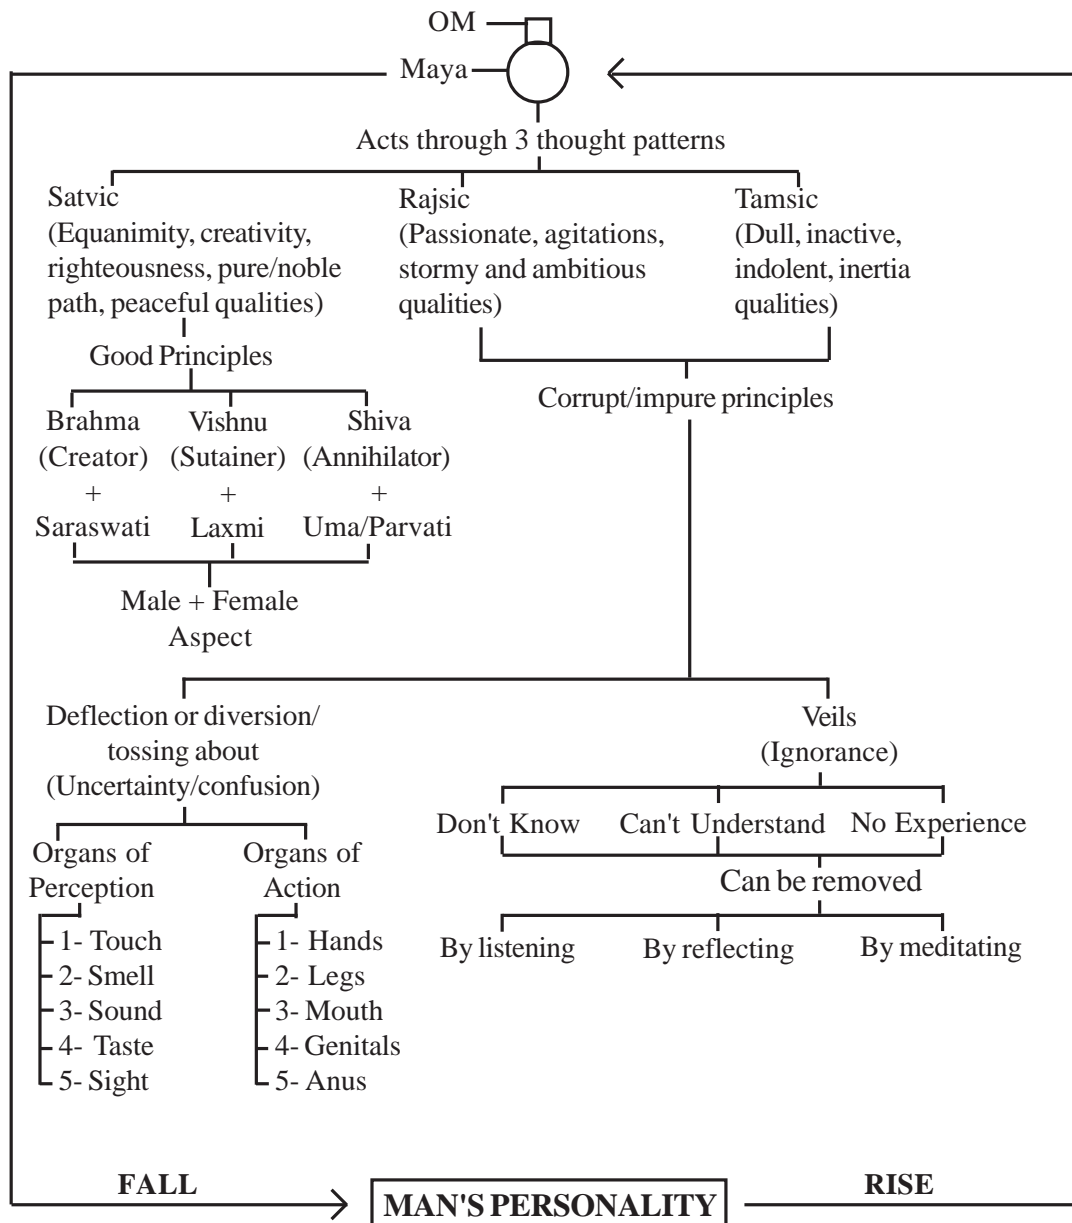 OM
Maya
Acts through 3 thought patterns
Satvic
(Equanimity, creativity,
righteousness, pure/noble
path, peaceful qualities)
Rajsic
(Passionate, agitations,
stormy and ambitious
qualities)
Tamsic
(Dull, inactive,
indolent, inertia
qualities)
Good Principles
Corrupt/impure principles
Brahma
(Creator)
+
Saraswati
Vishnu
(Sutainer)
+
Laxmi
Shiva
(Annihilator)
+
Uma/Parvati
Male + Female
Aspect
Deflection or diversion/
tossing about
(Uncertainty/confusion)
Organs of
Perception
1- Touch
2- Smell
3- Sound
4- Taste
5- Sight
Organs of
Action
1- Hands
2- Legs
3- Mouth
4- Genitals
5- Anus
Veils
(Ignorance)
Don't Know
Can't Understand
No Experience
Can be removed
By listening
By reflecting
By meditating
FALL
MAN'S PERSONALITY
RISE